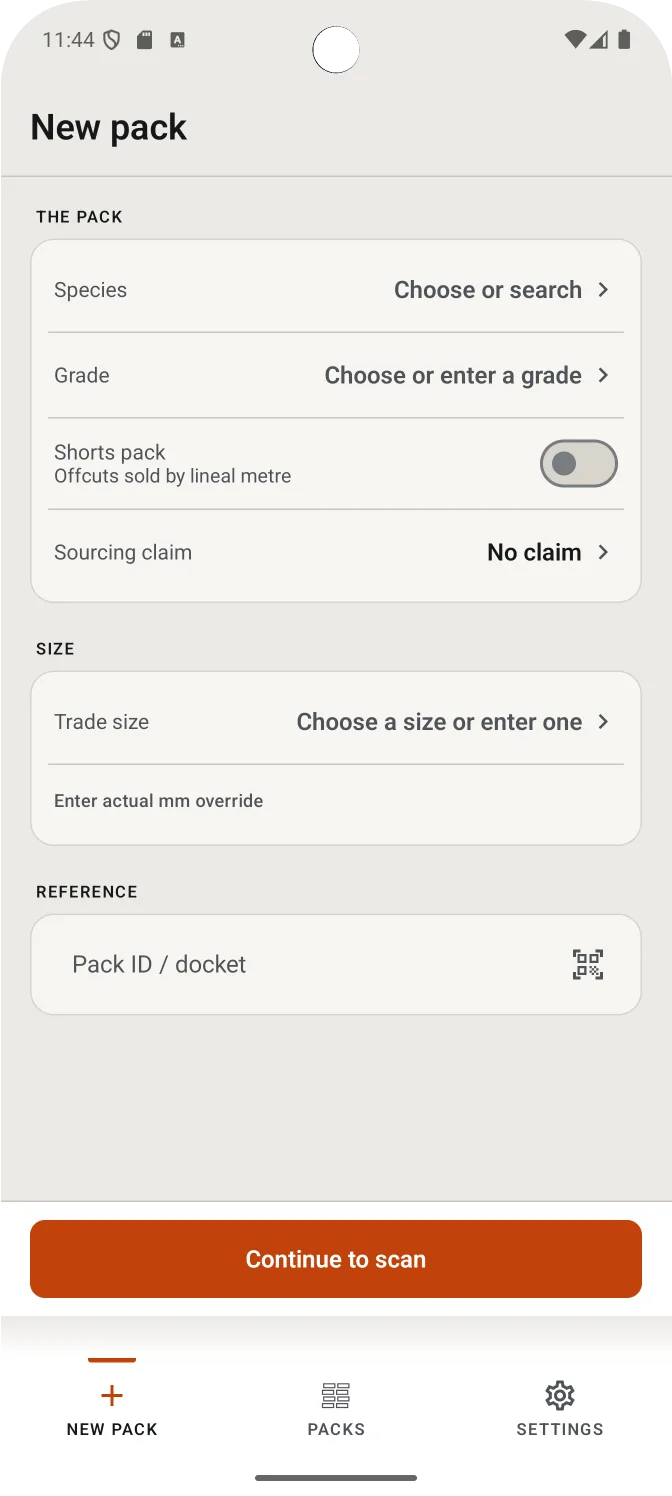 11:44
New pack
THE PACK
Species Choose or search
Grade Choose or enter a grade
Shorts pack
Offcuts sold by lineal metre
Sourcing claim No claim
SIZE
Trade size Choose a size or enter one
Enter actual mm override
REFERENCE
Pack ID / docket
Continue to scan
NEW PACK PACKS SETTINGS